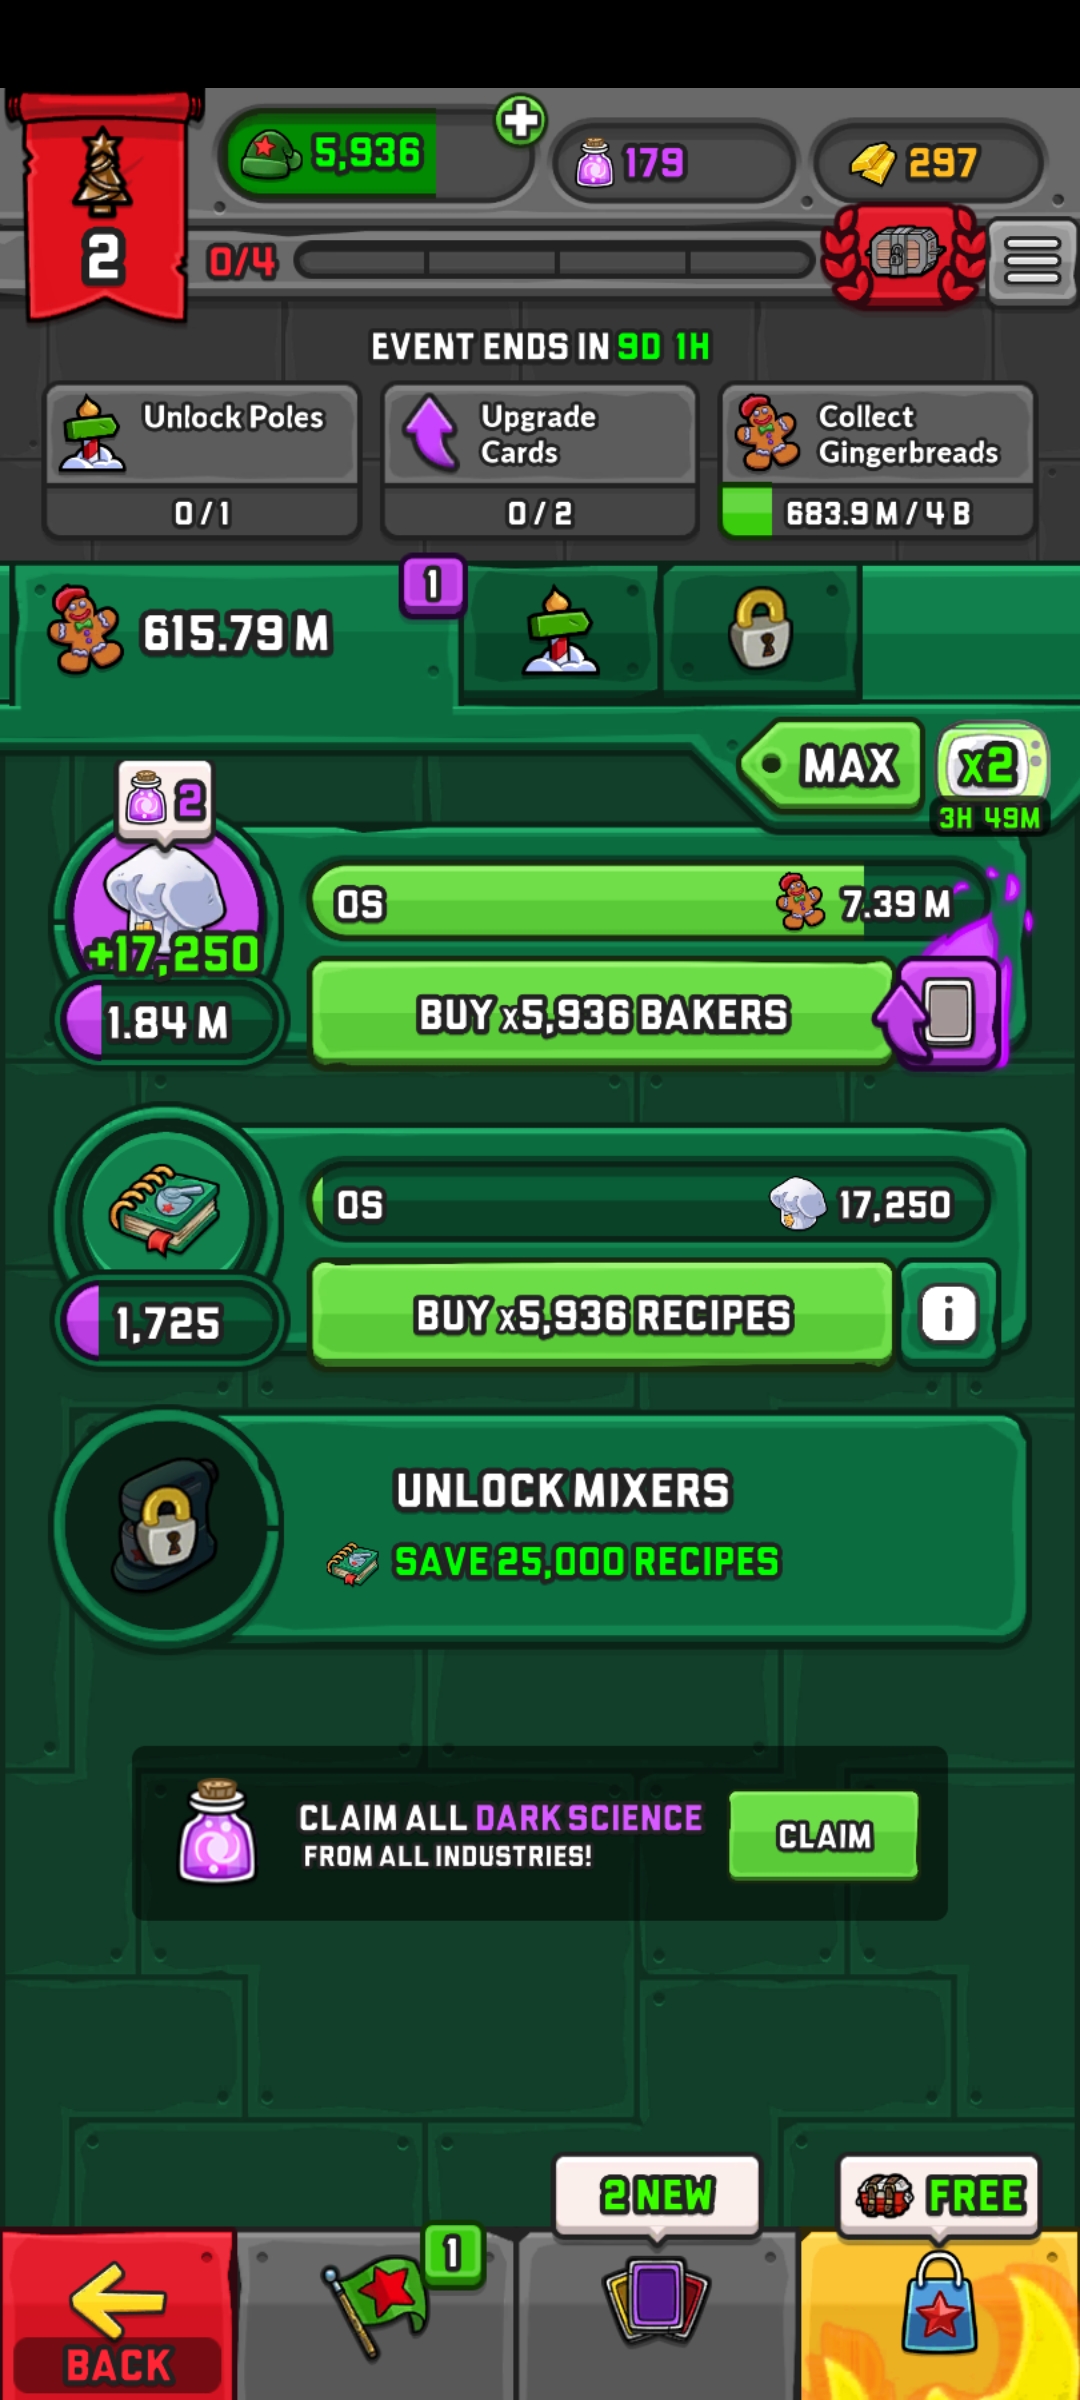 5,936
179
297
2
0/4
EVENT ENDS IN 9D 1H
Unlock Poles
0/1
Upgrade
Cards
0/2
Collect
Gingerbreads
683.9 M / 4 B
615.79 M
1
MAX
x2
3H 49M
2
+17,250
1.84 M
0S
7.39 M
BUY x5,936 BAKERS
0S
17,250
1,725
BUY x5,936 RECIPES
i
UNLOCK MIXERS
SAVE 25,000 RECIPES
CLAIM ALL DARK SCIENCE
FROM ALL INDUSTRIES!
CLAIM
2 NEW
FREE
1
BACK